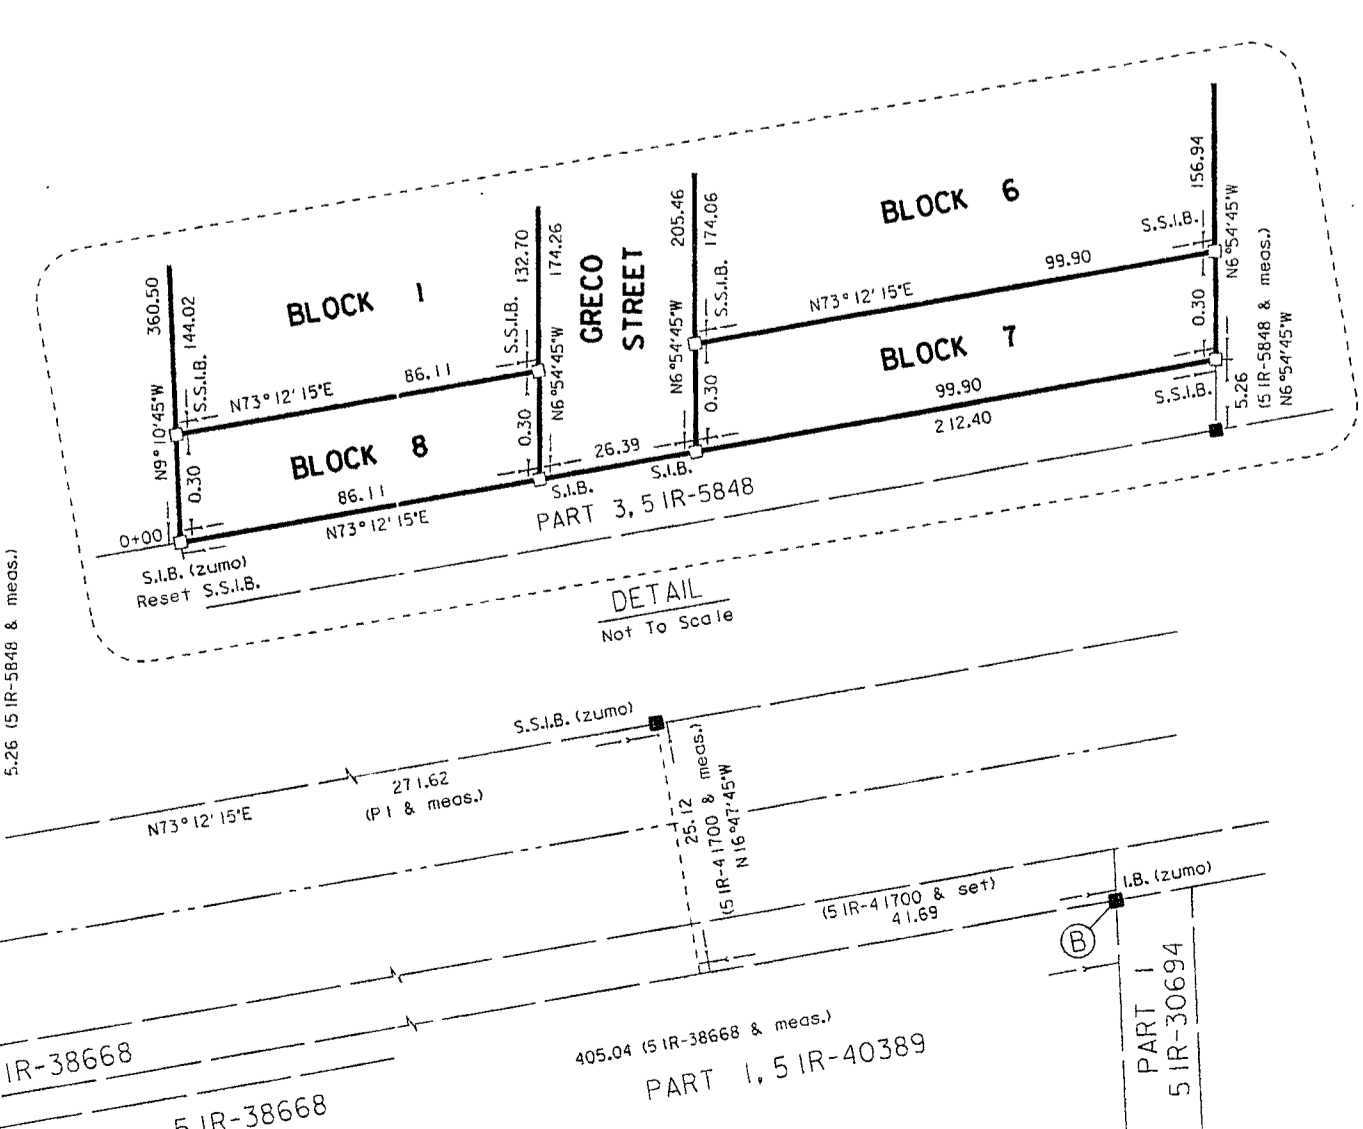 BLOCK 1
360.50
144.02
S.S.I.B.
N9°10'45"W
0.30
N73°12'15"E
86.11
BLOCK 8
86.11
N73°12'15"E
0+00
S.I.B. (zumo)
Reset S.S.I.B.
132.70
174.26
S.S.I.B.
N6°54'45"W
0.30
GRECO
STREET
26.39
S.I.B.
S.I.B.
205.46
174.06
S.S.I.B.
N6°54'45"W
0.30
BLOCK 6
N73°12'15"E
99.90
BLOCK 7
99.90
212.40
156.94
S.S.I.B.
N6°54'45"W
0.30
S.S.I.B.
5.26
(51R-5848 & meas.)
N6°54'45"W
PART 3, 51R-5848
DETAIL
Not To Scale
5.26 (51R-5848 & meas.)
S.S.I.B. (zumo)
N73°12'15"E
271.62
(P1 & meas.)
25.12
(51R-41700 & meas.)
N16°47'45"W
(51R-41700 & set)
41.69
I.B. (zumo)
B
405.04 (51R-38668 & meas.)
PART 1, 51R-40389
PART 1
51R-30694
1R-38668
51R-38668